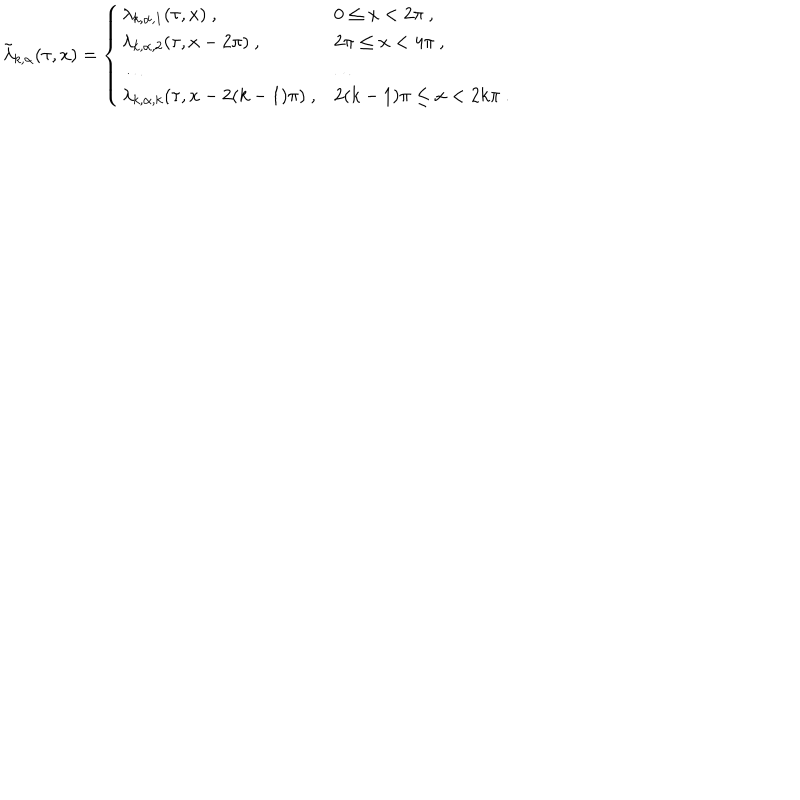 \tilde{\lambda}_{k,\alpha}(\tau, x) = \begin{cases} \lambda_{k,\alpha,1}(\tau, x) \ , & 0 \leq x < 2\pi \ , \\ \lambda_{k,\alpha,2}(\tau, x - 2\pi) \ , & 2\pi \leq x < 4\pi \ , \\ \ldots & \ldots \\ \lambda_{k,\alpha,k}(\tau, x - 2(k-1)\pi) \ , & 2(k-1)\pi \leq x < 2k\pi \ . \end{cases}